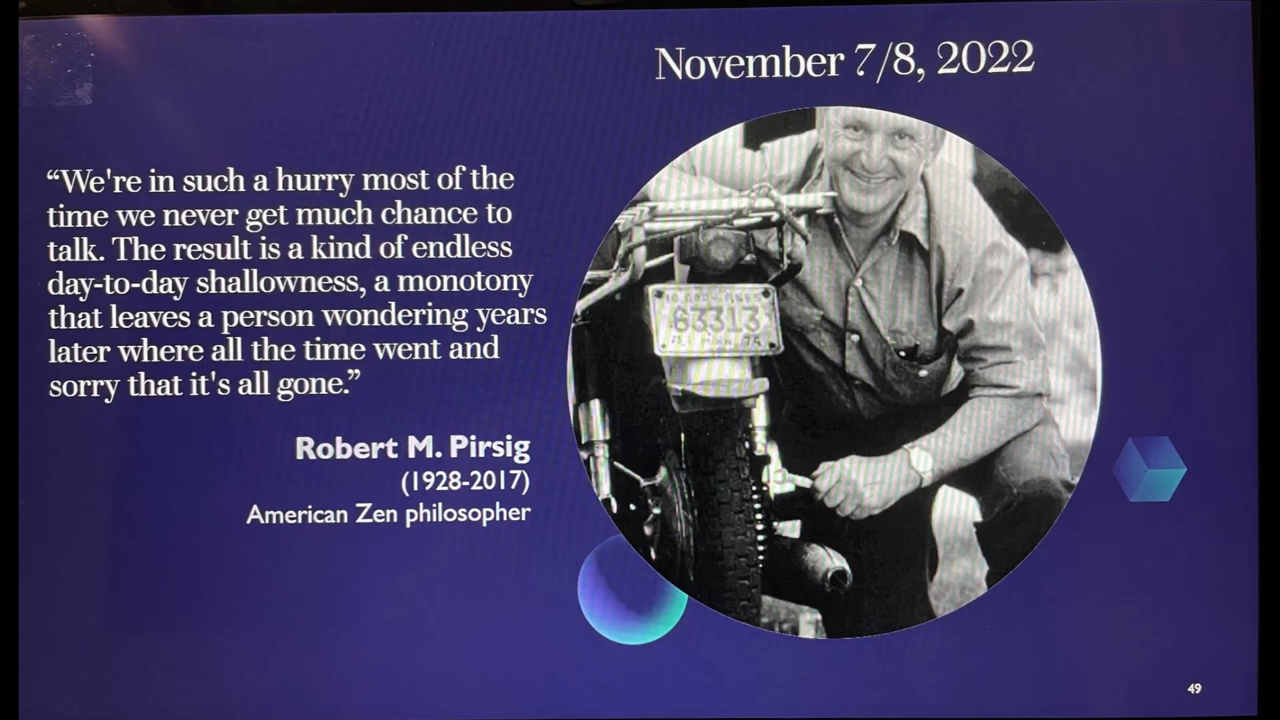 November 7/8, 2022
“We're in such a hurry most of the
time we never get much chance to
talk. The result is a kind of endless
day-to-day shallowness, a monotony
that leaves a person wondering years
later where all the time went and
sorry that it's all gone.”
Robert M. Pirsig
(1928-2017)
American Zen philosopher
63313
49